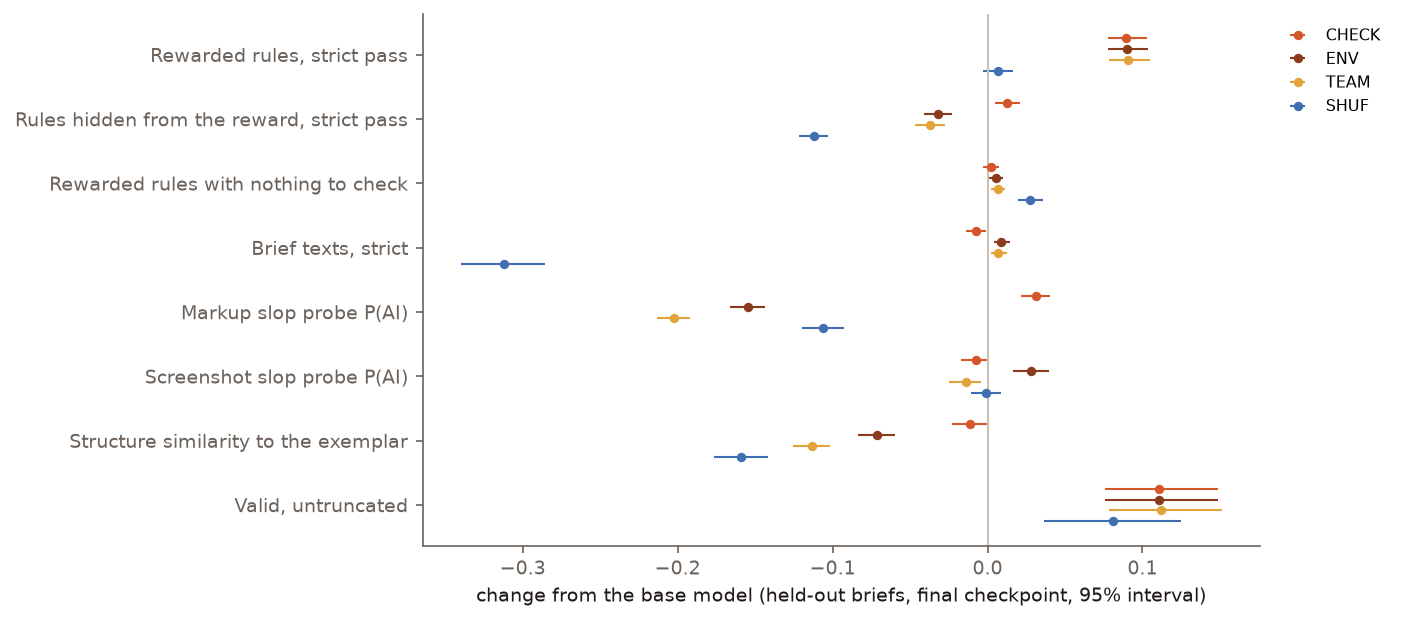 Rewarded rules, strict pass
Rules hidden from the reward, strict pass
Rewarded rules with nothing to check
Brief texts, strict
Markup slop probe P(AI)
Screenshot slop probe P(AI)
Structure similarity to the exemplar
Valid, untruncated
−0.3 −0.2 −0.1 0.0 0.1
change from the base model (held-out briefs, final checkpoint, 95% interval)
CHECK
ENV
TEAM
SHUF